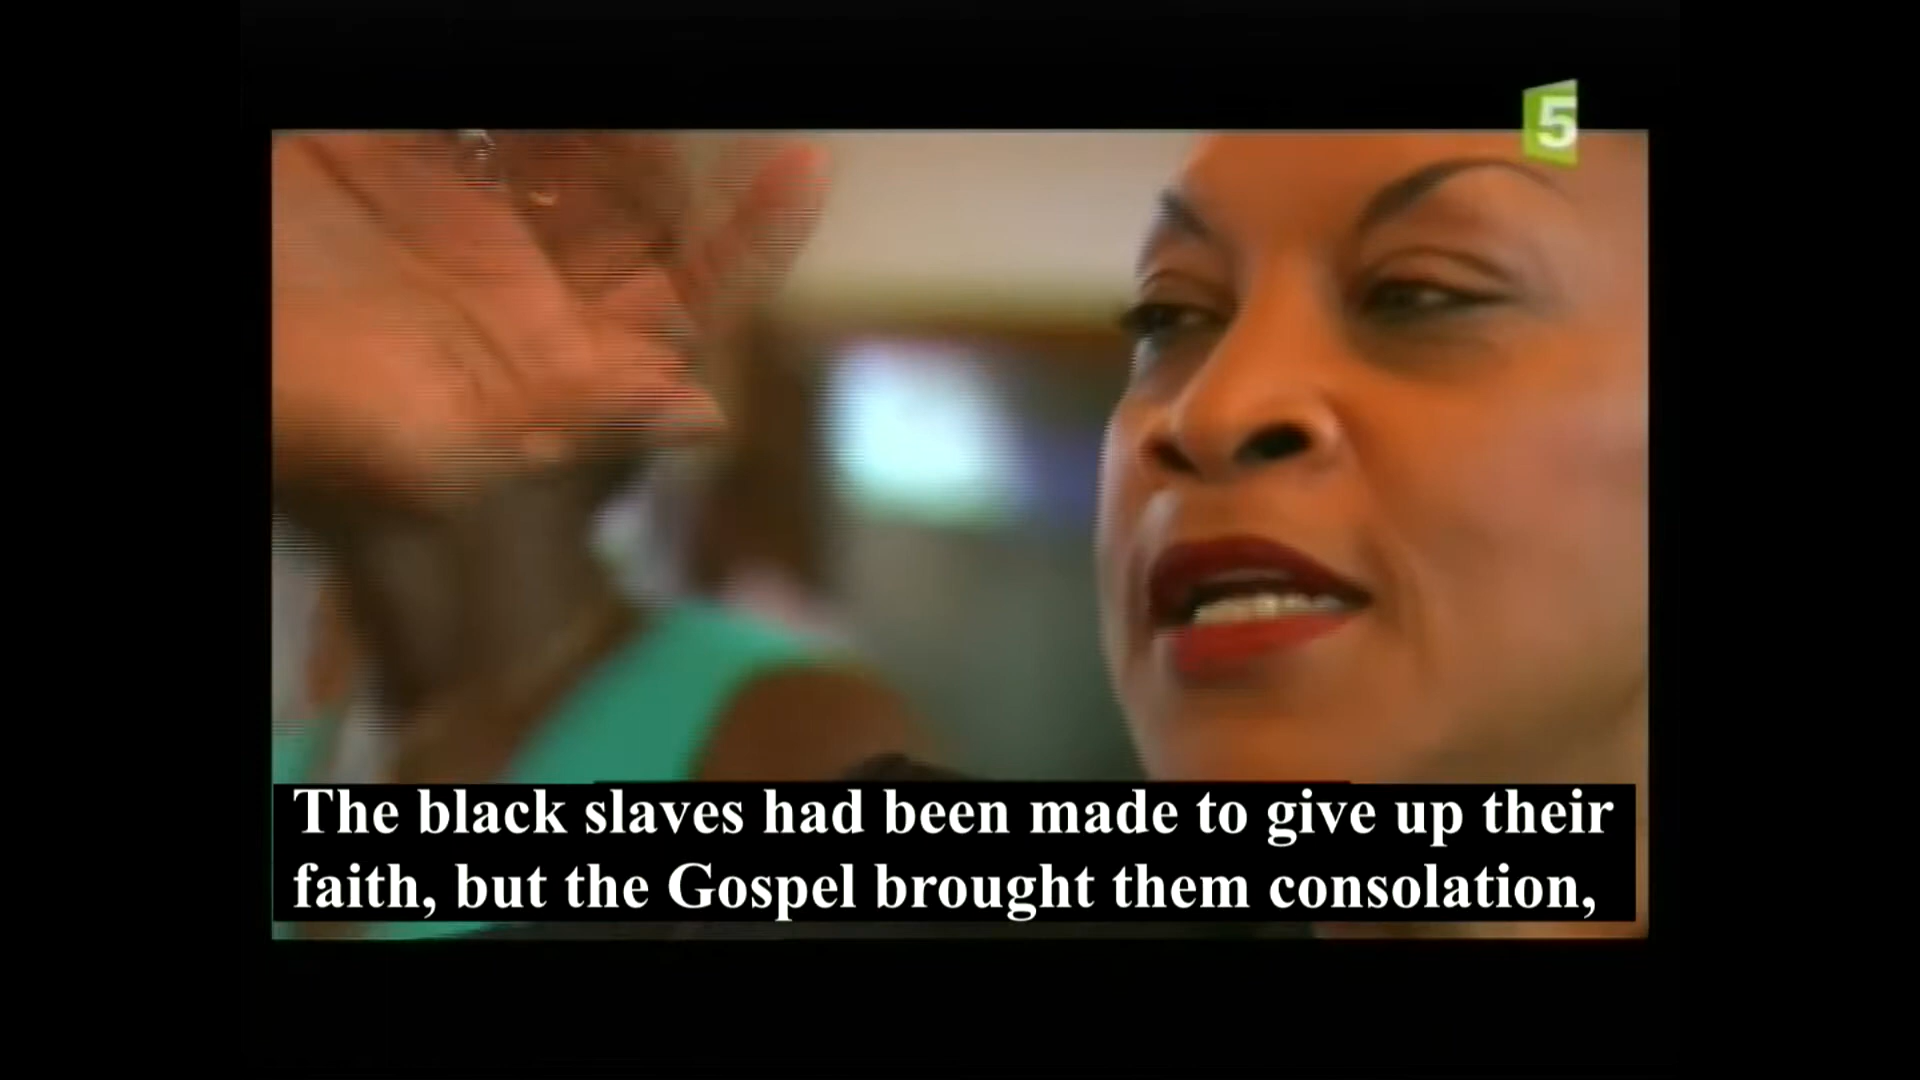 5
The black slaves had been made to give up their
faith, but the Gospel brought them consolation,